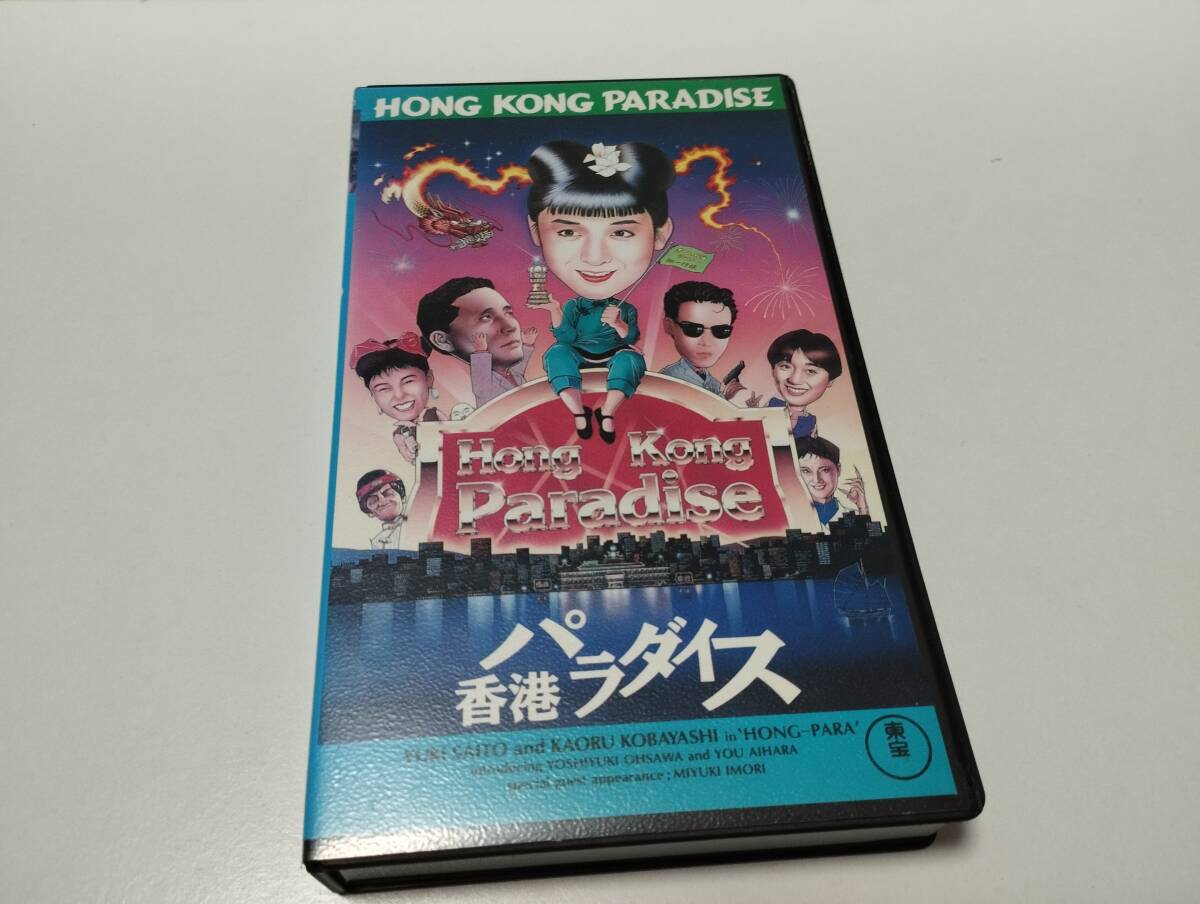 HONG KONG PARADISE
Hong Kong
Paradise
香港パラダイス
YUKI SAITO and KAORU KOBAYASHI in 'HONG-PARA'
introducing YOSHIYUKI OHSAWA and YOU AIHARA
special guest appearance : MIYUKI IMORI
東宝